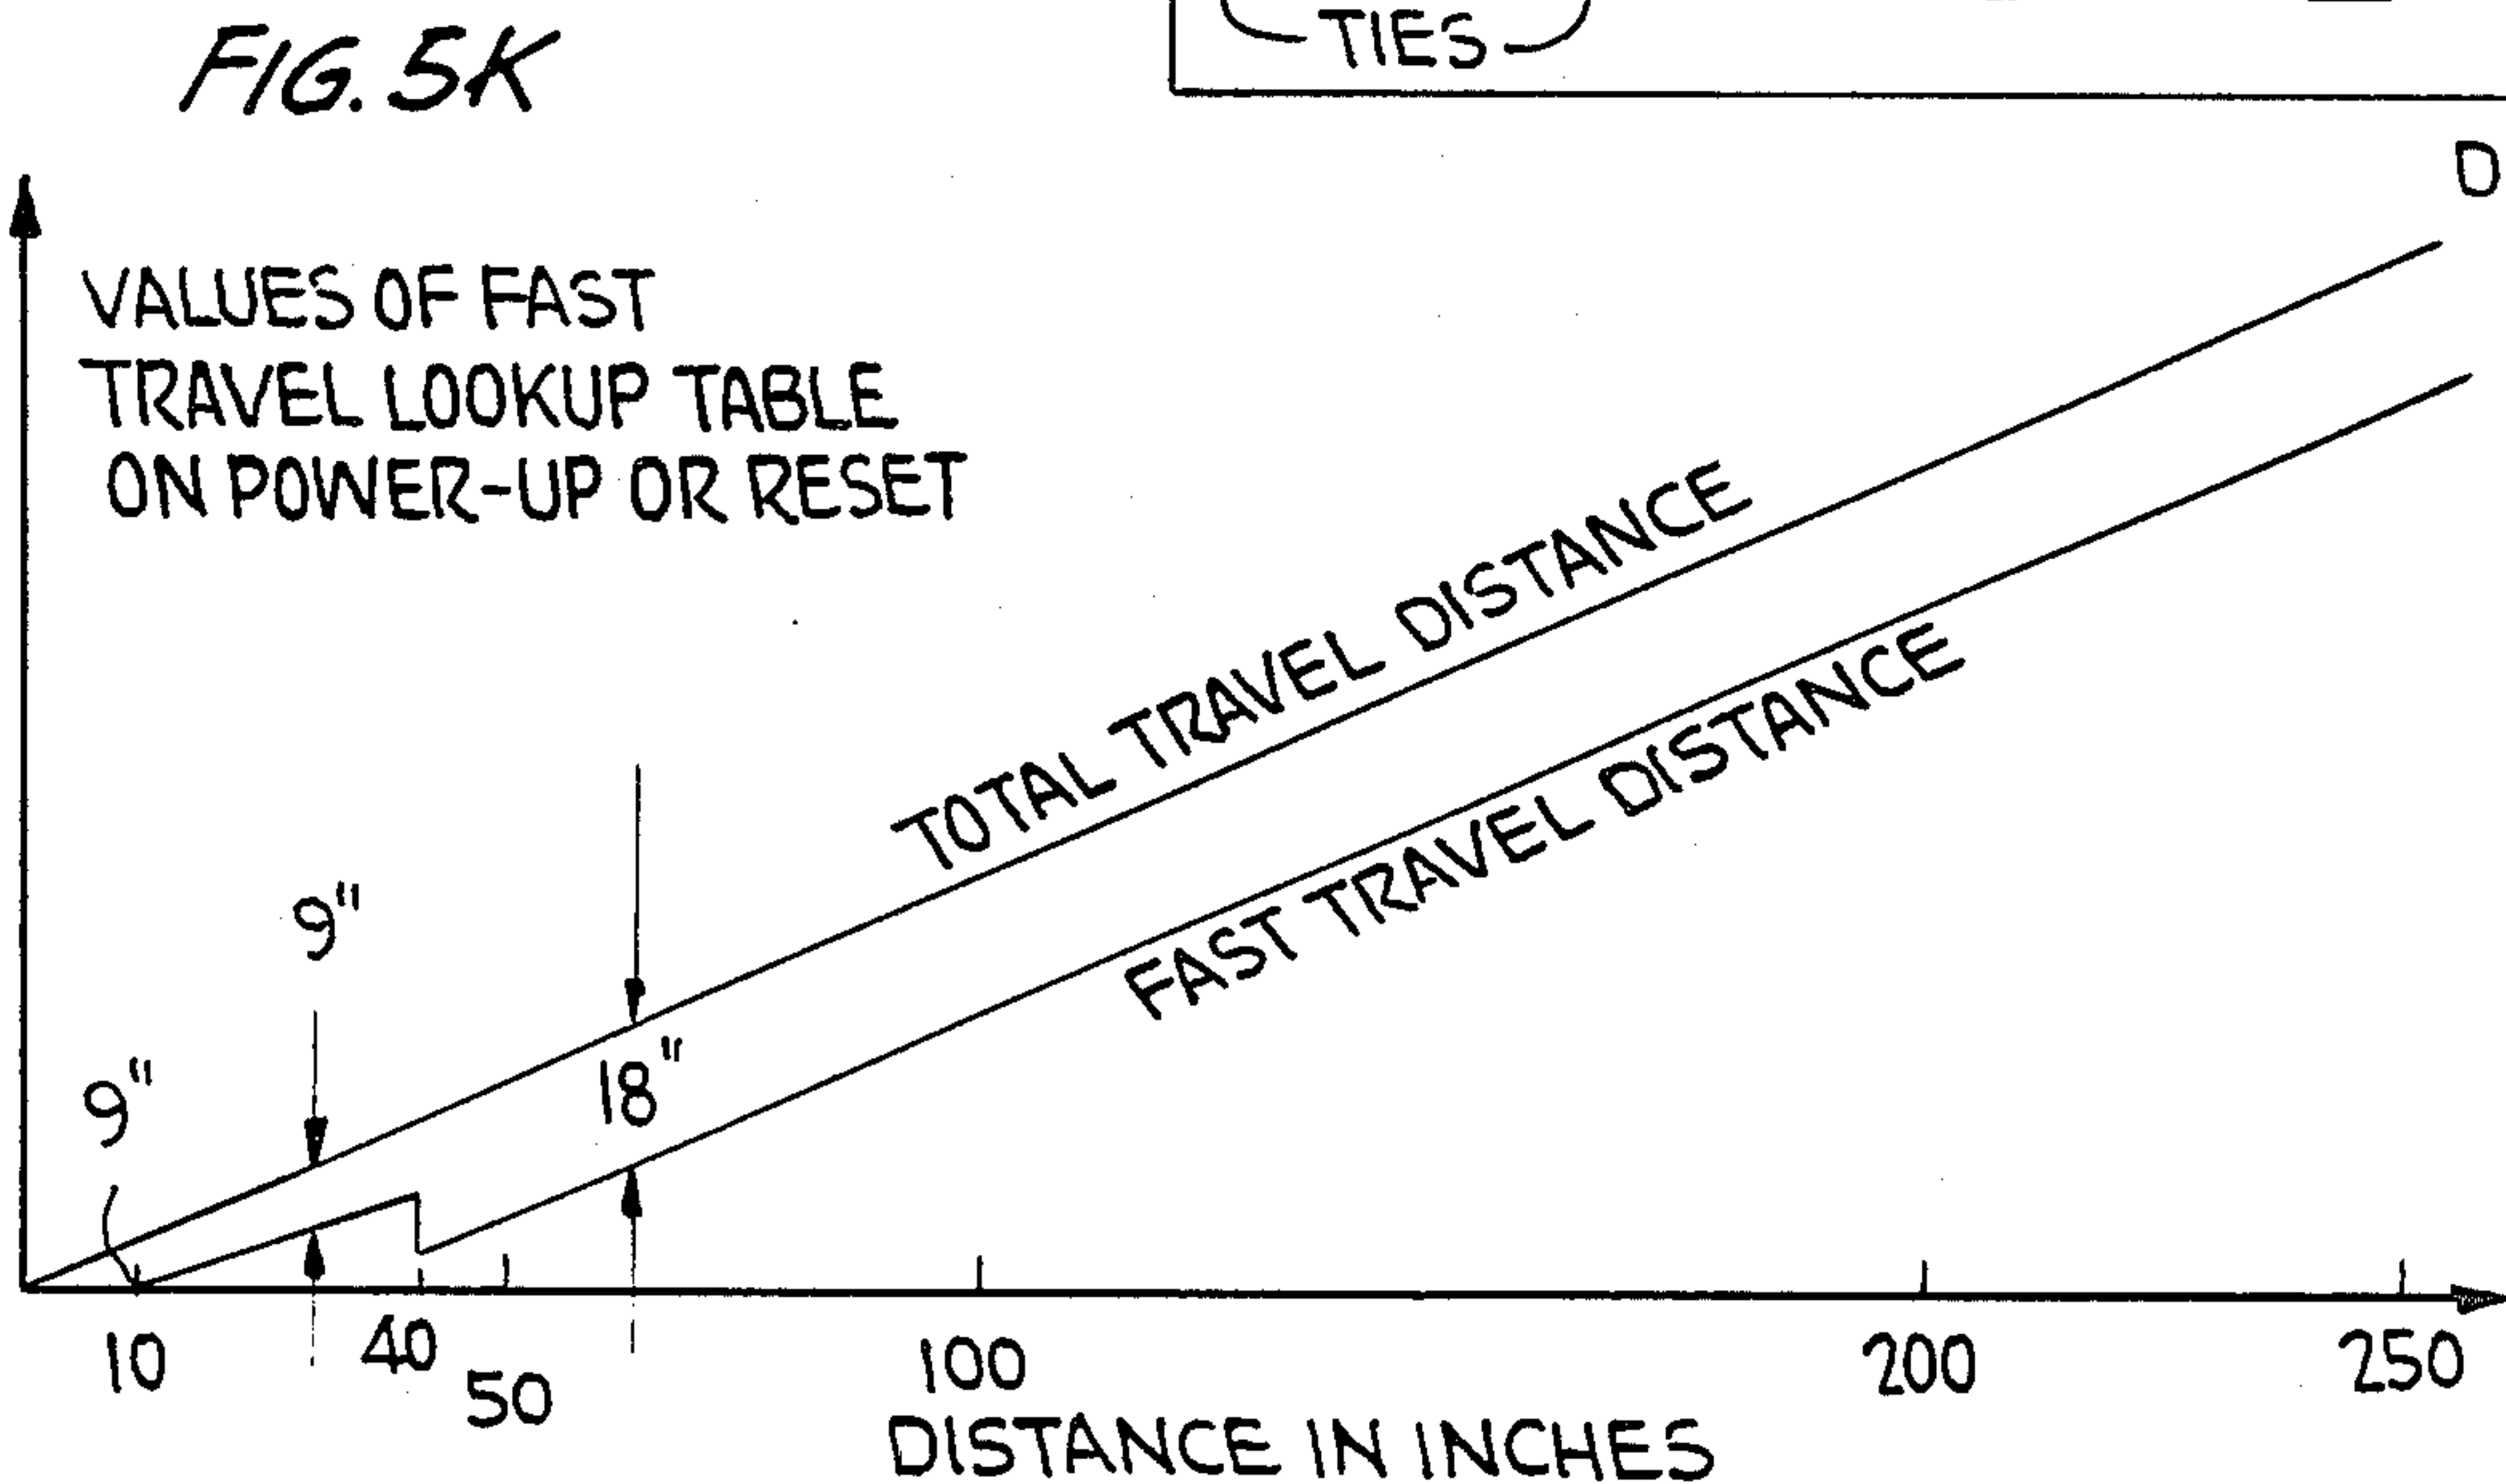 FIG. 5K
TIES
D
VALUES OF FAST
TRAVEL LOOKUP TABLE
ON POWER-UP OR RESET
TOTAL TRAVEL DISTANCE
FAST TRAVEL DISTANCE
9"
9"
18"
10
40
50
100
200
250
DISTANCE IN INCHES